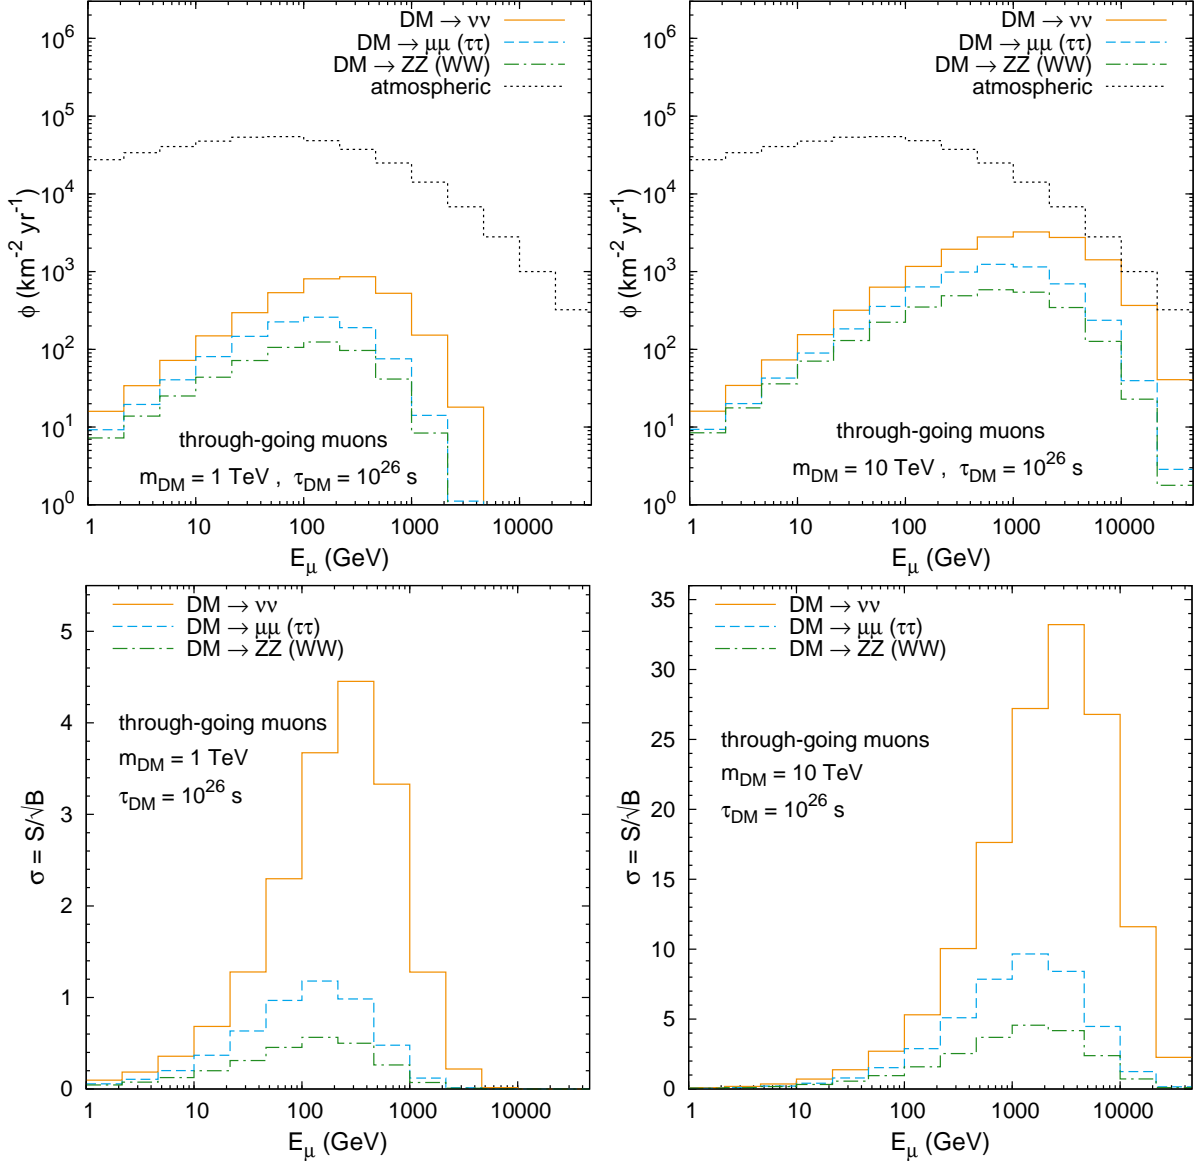 DM → νν
DM → μμ (ττ)
DM → ZZ (WW)
atmospheric
10^6
10^5
10^4
10^3
10^2
10^1
10^0
ϕ (km^-2 yr^-1)
through-going muons
m_DM = 1 TeV , τ_DM = 10^26 s
1 10 100 1000 10000
E_μ (GeV)
DM → νν
DM → μμ (ττ)
DM → ZZ (WW)
atmospheric
10^6
10^5
10^4
10^3
10^2
10^1
10^0
ϕ (km^-2 yr^-1)
through-going muons
m_DM = 10 TeV , τ_DM = 10^26 s
1 10 100 1000 10000
E_μ (GeV)
DM → νν
DM → μμ (ττ)
DM → ZZ (WW)
5
4
3
2
1
0
σ = S/√B
through-going muons
m_DM = 1 TeV
τ_DM = 10^26 s
1 10 100 1000 10000
E_μ (GeV)
DM → νν
DM → μμ (ττ)
DM → ZZ (WW)
35
30
25
20
15
10
5
0
σ = S/√B
through-going muons
m_DM = 10 TeV
τ_DM = 10^26 s
1 10 100 1000 10000
E_μ (GeV)